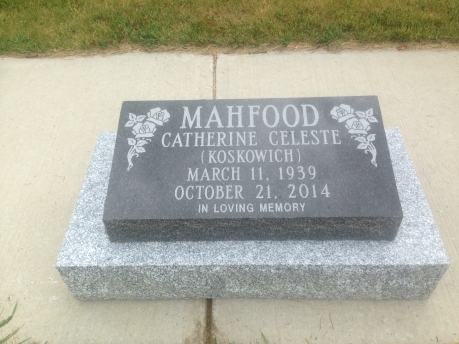 MAHFOOD
CATHERINE CELESTE
(KOSKOWICH)
MARCH 11, 1939
OCTOBER 21, 2014
IN LOVING MEMORY